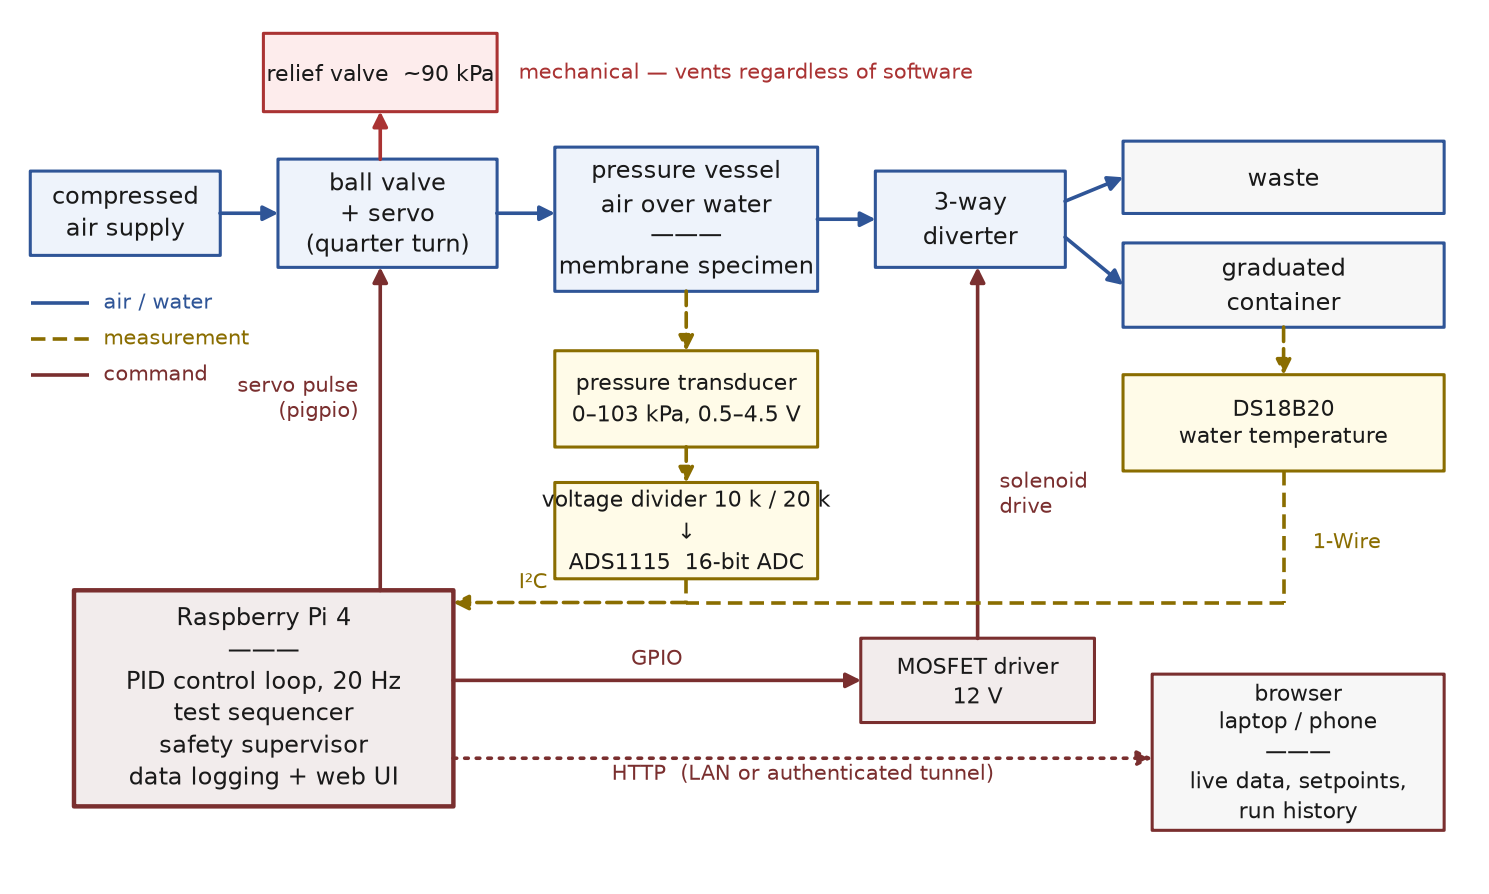 relief valve  ~90 kPa
mechanical — vents regardless of software
compressed
air supply
ball valve
+ servo
(quarter turn)
pressure vessel
air over water
———
membrane specimen
3-way
diverter
waste
graduated
container
air / water
measurement
command
servo pulse
(pigpio)
pressure transducer
0–103 kPa, 0.5–4.5 V
DS18B20
water temperature
voltage divider 10 k / 20 k
↓
ADS1115  16-bit ADC
solenoid
drive
1-Wire
I²C
Raspberry Pi 4
———
PID control loop, 20 Hz
test sequencer
safety supervisor
data logging + web UI
GPIO
MOSFET driver
12 V
HTTP  (LAN or authenticated tunnel)
browser
laptop / phone
———
live data, setpoints,
run history